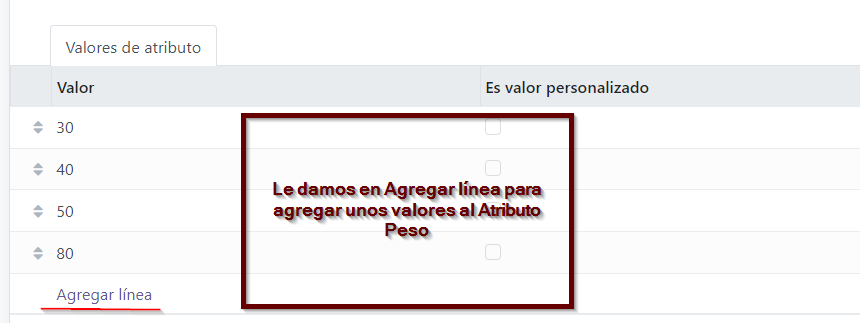 Valores de atributo
Valor
Es valor personalizado
30
40
50
80
Agregar línea
Le damos en Agregar línea para
agregar unos valores al Atributo
Peso